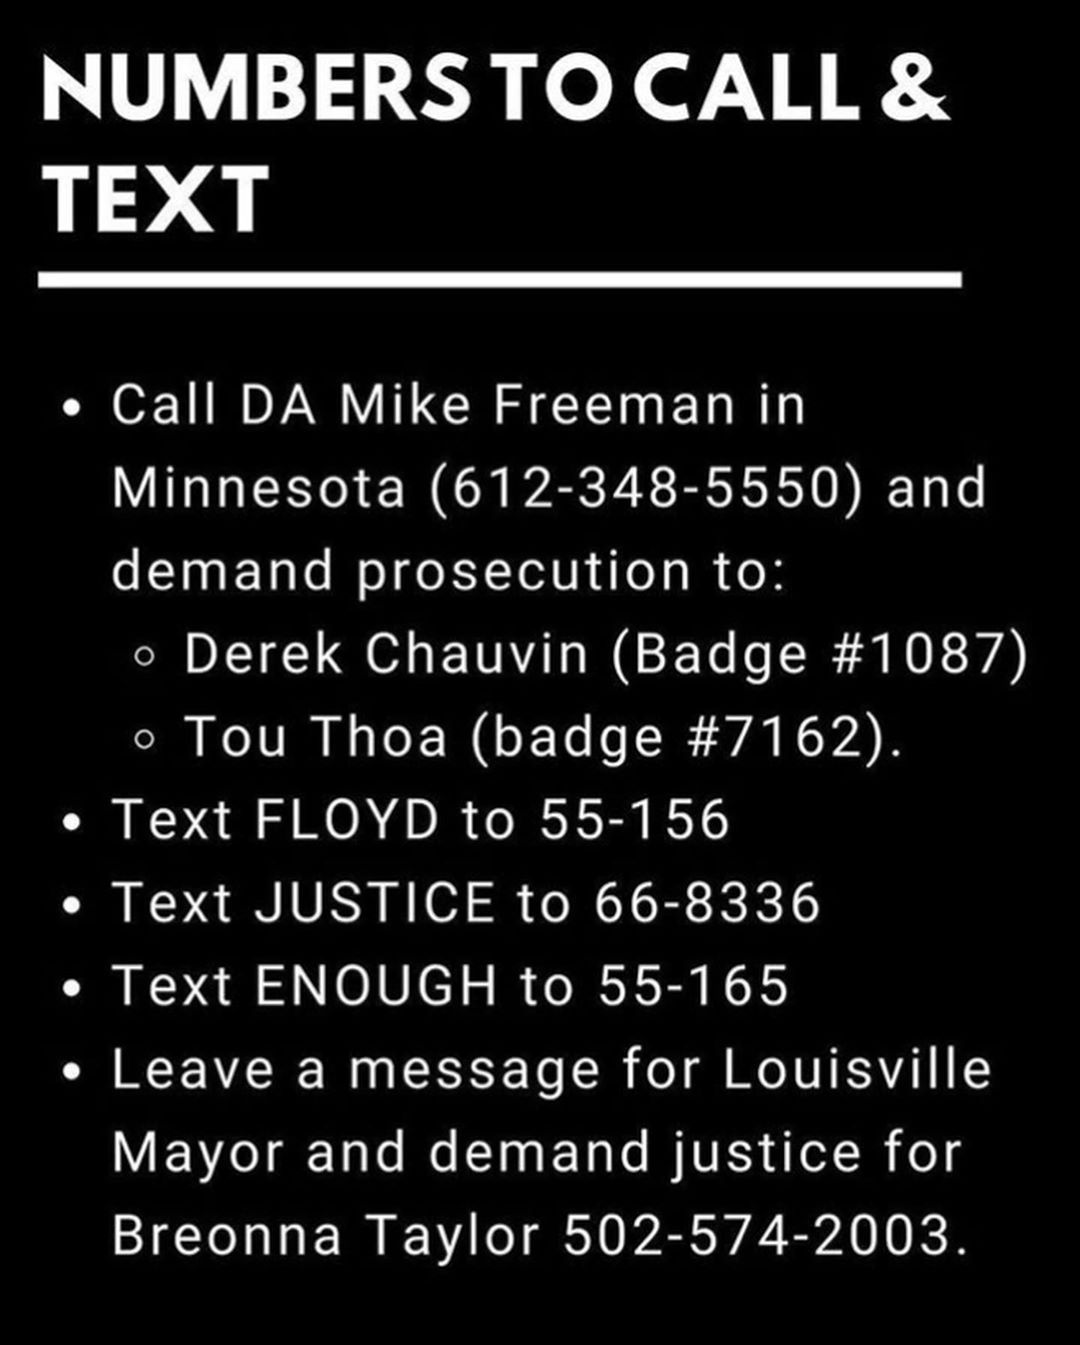 NUMBERS TO CALL &
TEXT
• Call DA Mike Freeman in
Minnesota (612-348-5550) and
demand prosecution to:
◦ Derek Chauvin (Badge #1087)
◦ Tou Thoa (badge #7162).
• Text FLOYD to 55-156
• Text JUSTICE to 66-8336
• Text ENOUGH to 55-165
• Leave a message for Louisville
Mayor and demand justice for
Breonna Taylor 502-574-2003.